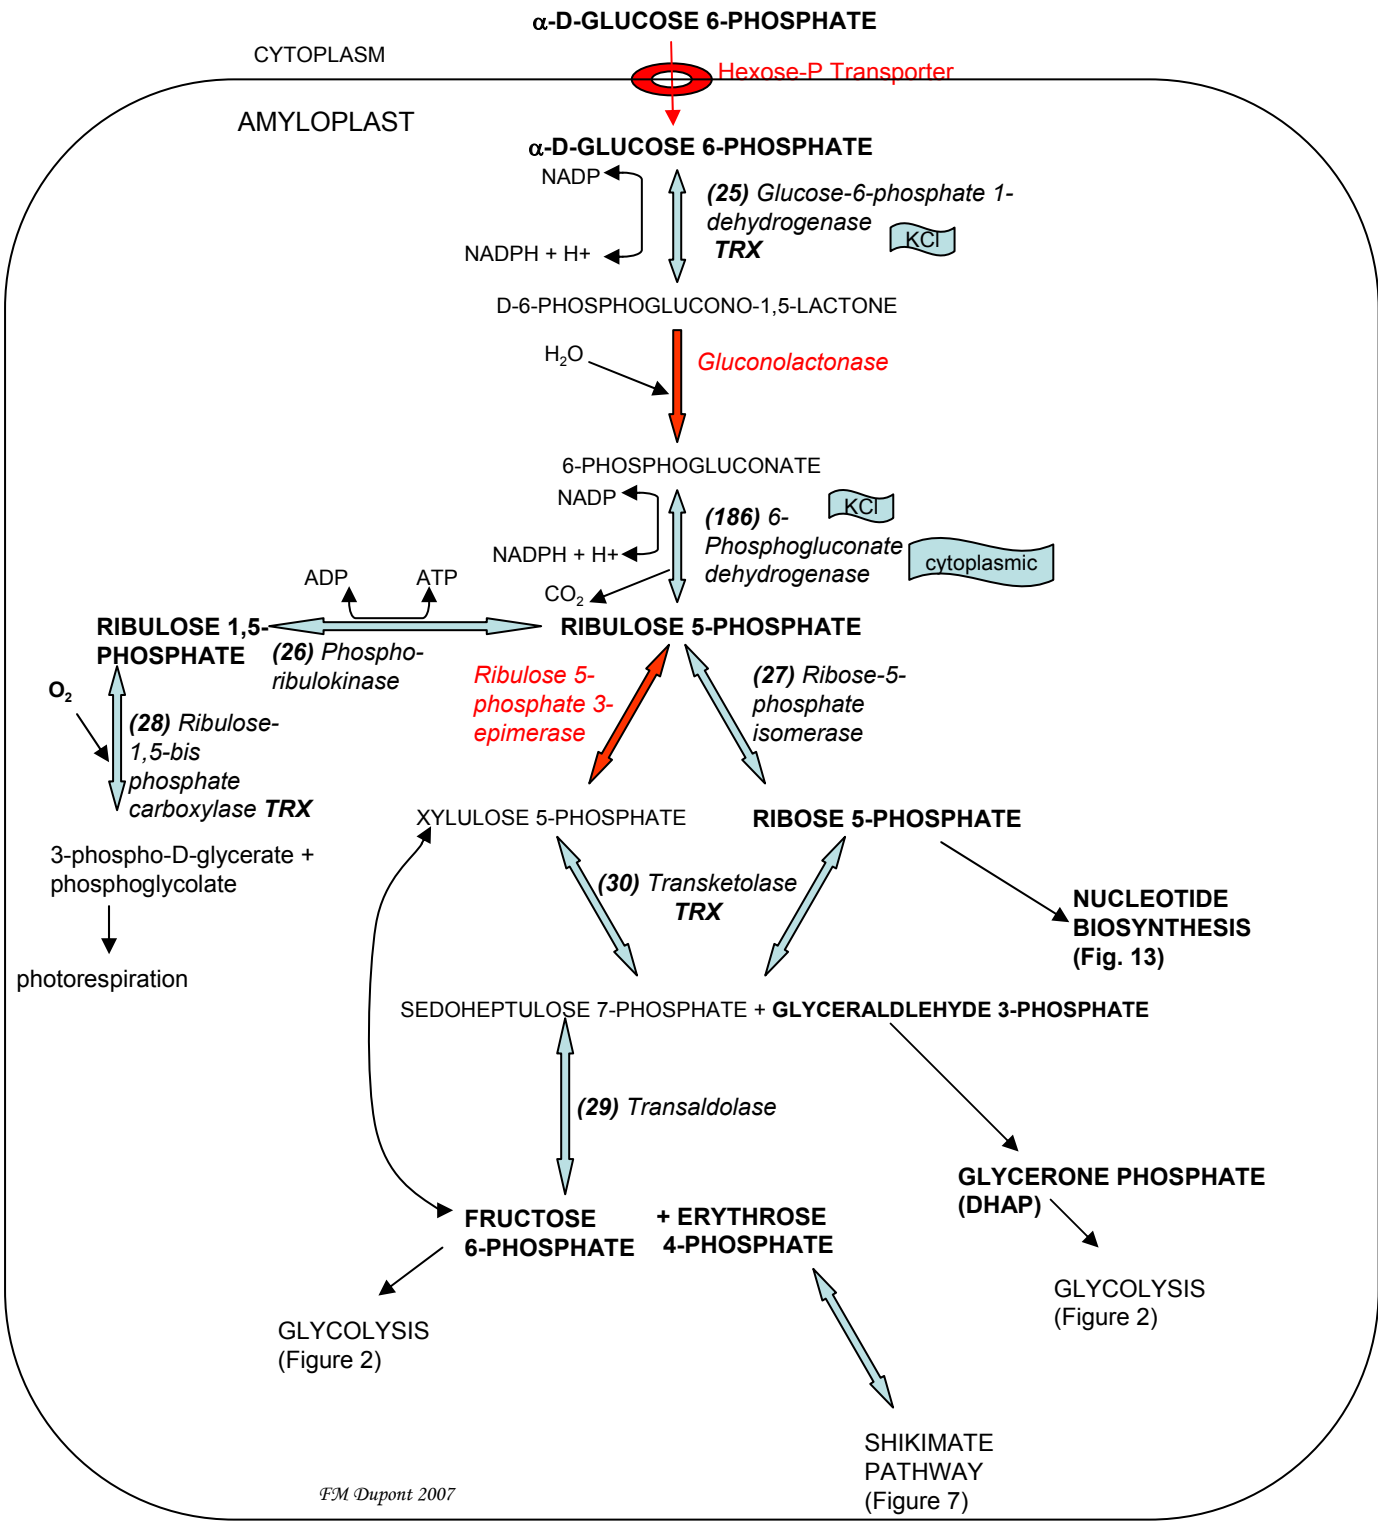 α-D-GLUCOSE 6-PHOSPHATE
CYTOPLASM
Hexose-P Transporter
AMYLOPLAST
α-D-GLUCOSE 6-PHOSPHATE
NADP
(25) Glucose-6-phosphate 1-
dehydrogenase
TRX
KCl
NADPH + H+
D-6-PHOSPHOGLUCONO-1,5-LACTONE
H₂O
Gluconolactonase
6-PHOSPHOGLUCONATE
NADP
KCl
(186) 6-
Phosphogluconate
dehydrogenase
cytoplasmic
NADPH + H+
CO₂
ADP
ATP
RIBULOSE 1,5-
PHOSPHATE
(26) Phospho-
ribulokinase
RIBULOSE 5-PHOSPHATE
Ribulose 5-
phosphate 3-
epimerase
(27) Ribose-5-
phosphate
isomerase
O₂
(28) Ribulose-
1,5-bis
phosphate
carboxylase TRX
XYLULOSE 5-PHOSPHATE
RIBOSE 5-PHOSPHATE
3-phospho-D-glycerate +
phosphoglycolate
(30) Transketolase
TRX
NUCLEOTIDE
BIOSYNTHESIS
(Fig. 13)
photorespiration
SEDOHEPTULOSE 7-PHOSPHATE + GLYCERALDLEHYDE 3-PHOSPHATE
(29) Transaldolase
GLYCERONE PHOSPHATE
(DHAP)
FRUCTOSE
6-PHOSPHATE
+ ERYTHROSE
4-PHOSPHATE
GLYCOLYSIS
(Figure 2)
GLYCOLYSIS
(Figure 2)
SHIKIMATE
PATHWAY
(Figure 7)
FM Dupont 2007